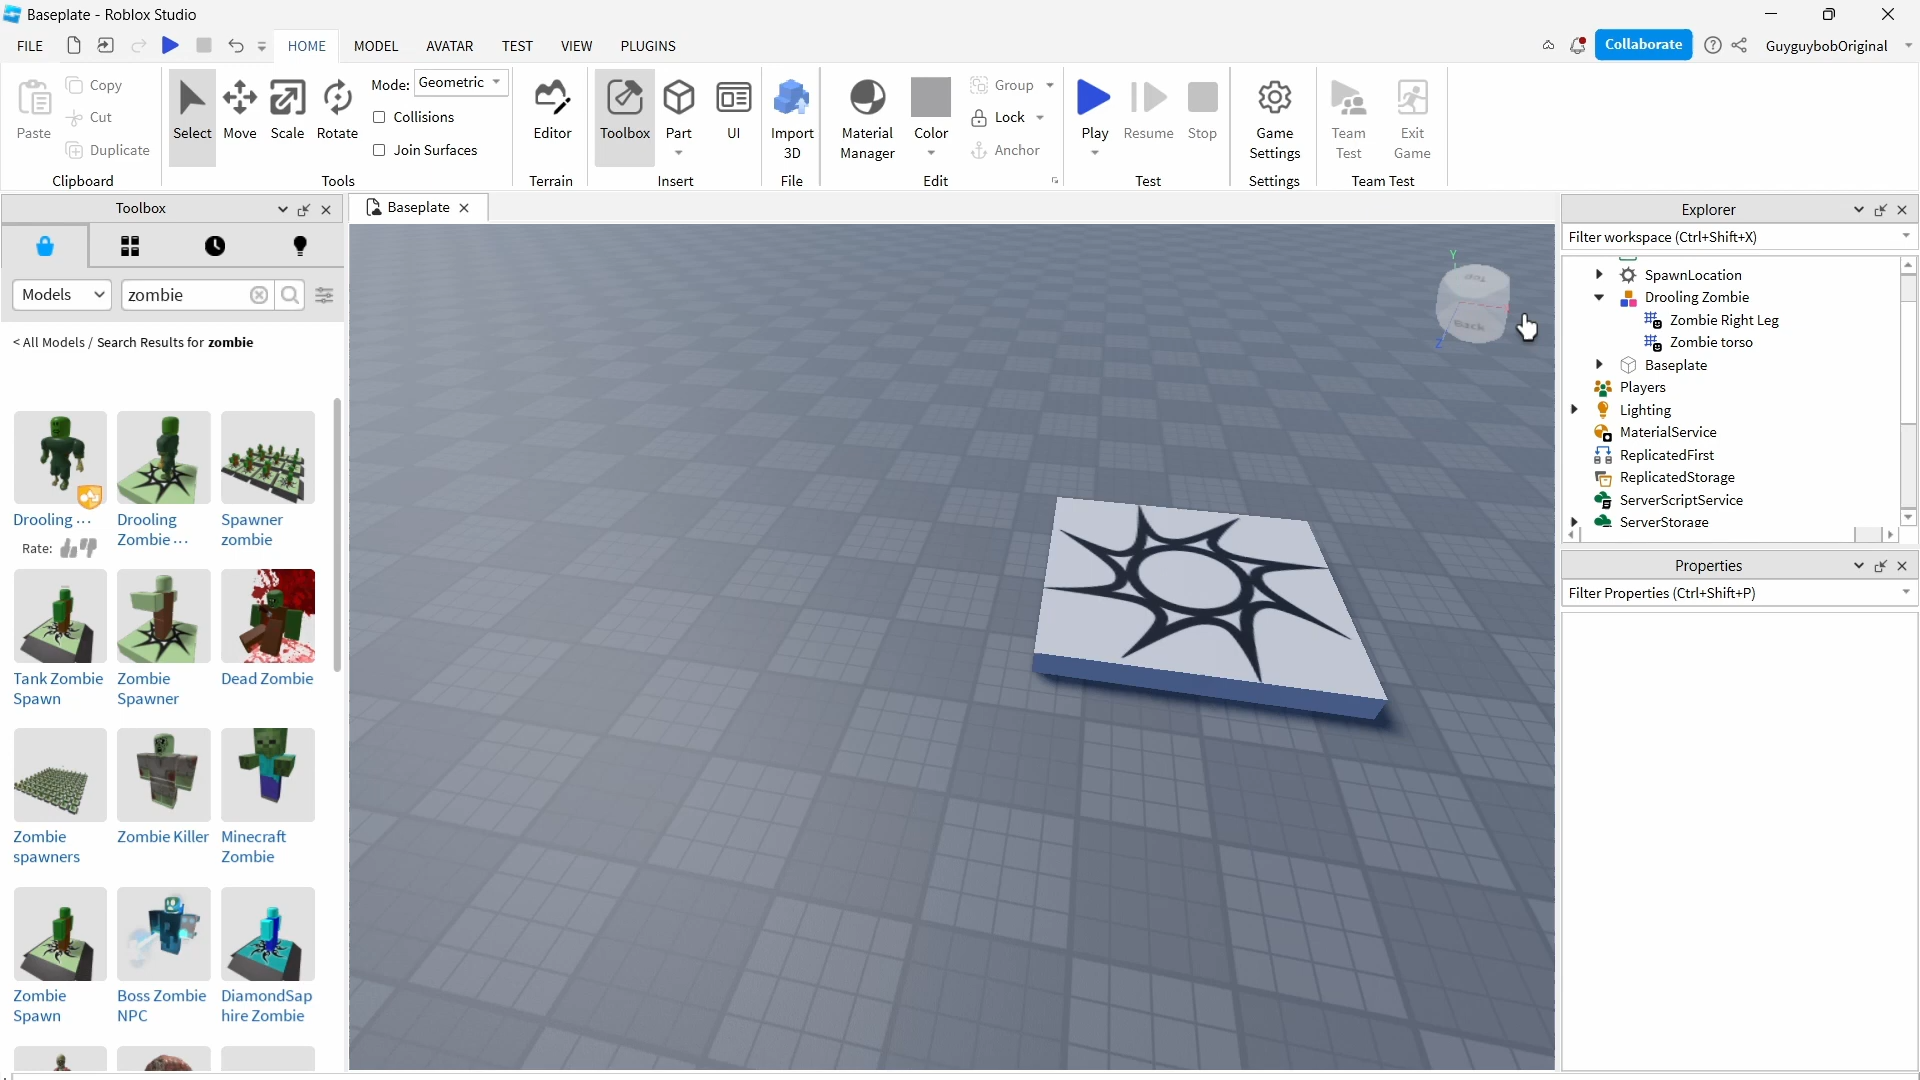 Baseplate - Roblox Studio
FILE HOME MODEL AVATAR TEST VIEW PLUGINS Collaborate GuyguybobOriginal
Paste Copy Cut Duplicate
Clipboard
Select Move Scale Rotate
Mode: Geometric
Collisions
Join Surfaces
Tools
Editor
Terrain
Toolbox Part UI
Insert
Import 3D
File
Material Manager
Color
Group
Lock
Anchor
Edit
Play Resume Stop
Test
Game Settings
Settings
Team Test
Exit Game
Team Test
Toolbox
Models zombie
< All Models / Search Results for zombie
Drooling ...
Rate:
Drooling Zombie ...
Spawner zombie
Tank Zombie Spawn
Zombie Spawner
Dead Zombie
Zombie spawners
Zombie Killer
Minecraft Zombie
Zombie Spawn
Boss Zombie NPC
DiamondSap
hire Zombie
Baseplate
Y
Top
Back
Z
Explorer
Filter workspace (Ctrl+Shift+X)
SpawnLocation
Drooling Zombie
Zombie Right Leg
Zombie torso
Baseplate
Players
Lighting
MaterialService
ReplicatedFirst
ReplicatedStorage
ServerScriptService
ServerStorage
Properties
Filter Properties (Ctrl+Shift+P)